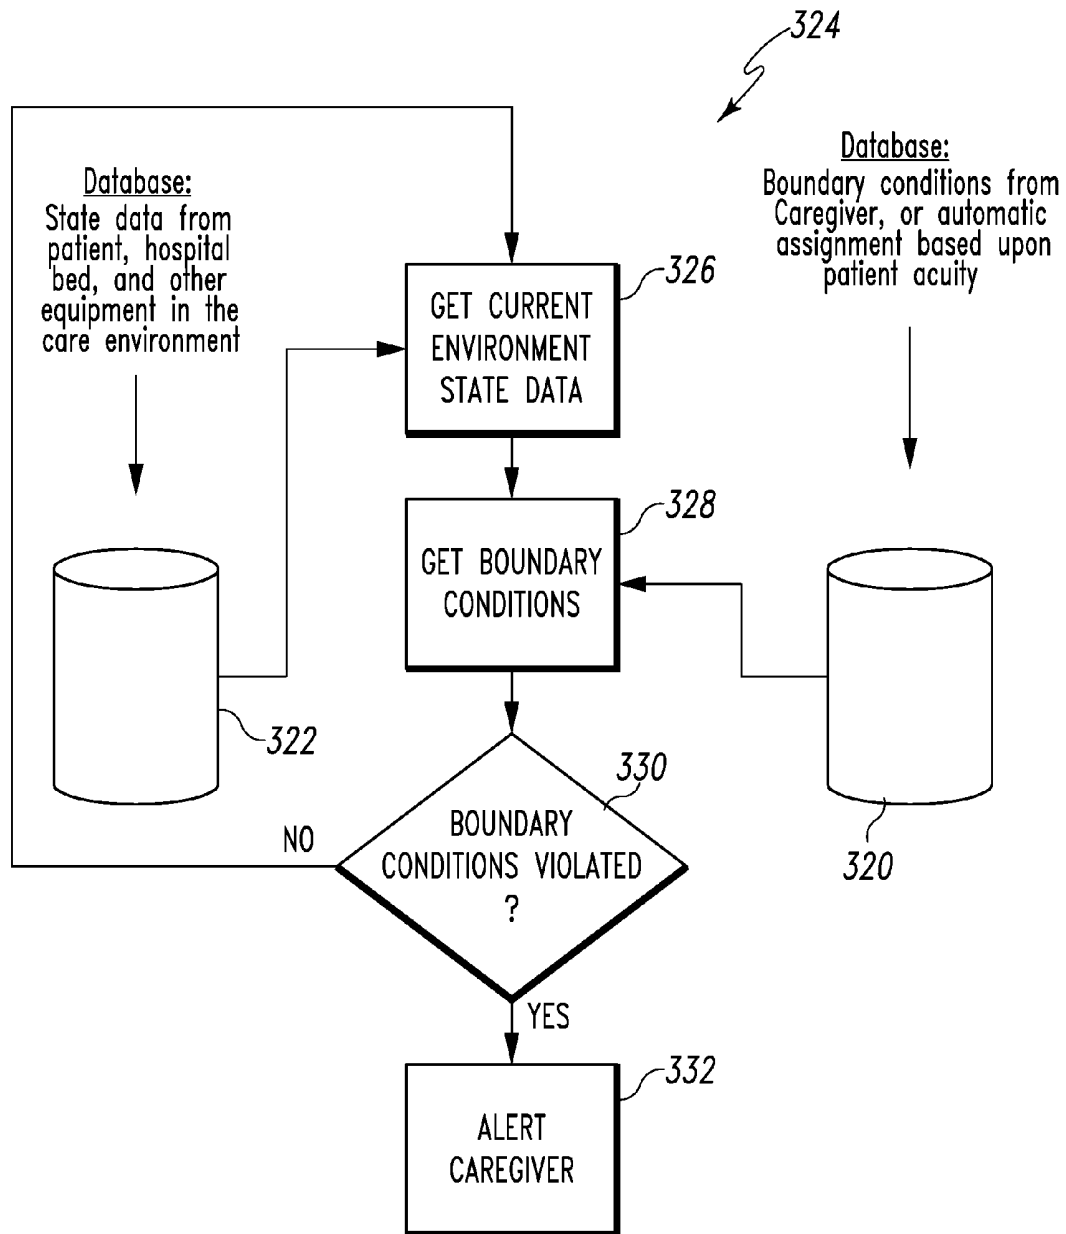 324
Database:
State data from
patient, hospital
bed, and other
equipment in the
care environment
Database:
Boundary conditions from
Caregiver, or automatic
assignment based upon
patient acuity
326
GET CURRENT
ENVIRONMENT
STATE DATA
328
GET BOUNDARY
CONDITIONS
322
320
330
BOUNDARY
CONDITIONS VIOLATED
?
NO
YES
332
ALERT
CAREGIVER